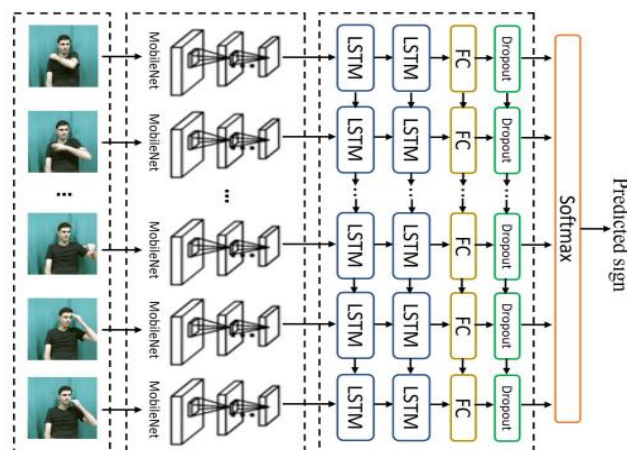 MobileNet LSTM LSTM FC Dropout
MobileNet LSTM LSTM FC Dropout
... ... ... ... ... ...
MobileNet LSTM LSTM FC Dropout
MobileNet LSTM LSTM FC Dropout
MobileNet LSTM LSTM FC Dropout
Softmax
Predicted sign